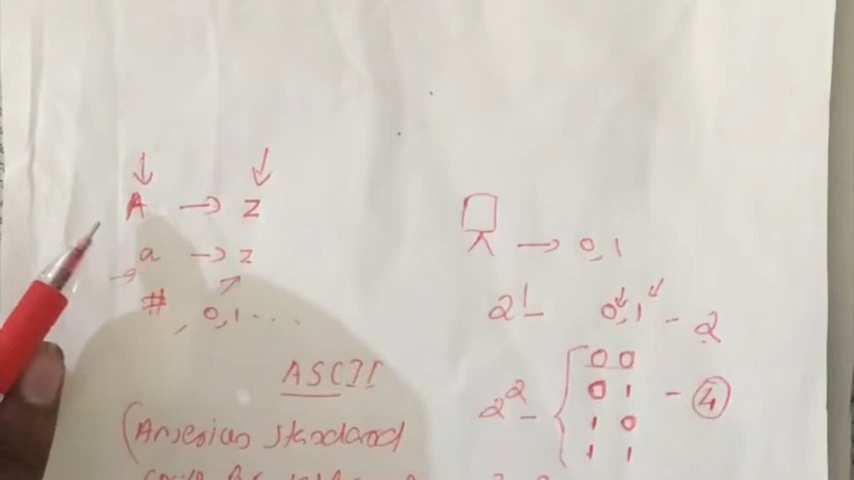 A → Z
a → z
#, 0,1....
ASCII
(American Standard
→ 0,1
2¹- 0,1 - 2
2²- 0 0
0 1 - 4
1 0
1 1